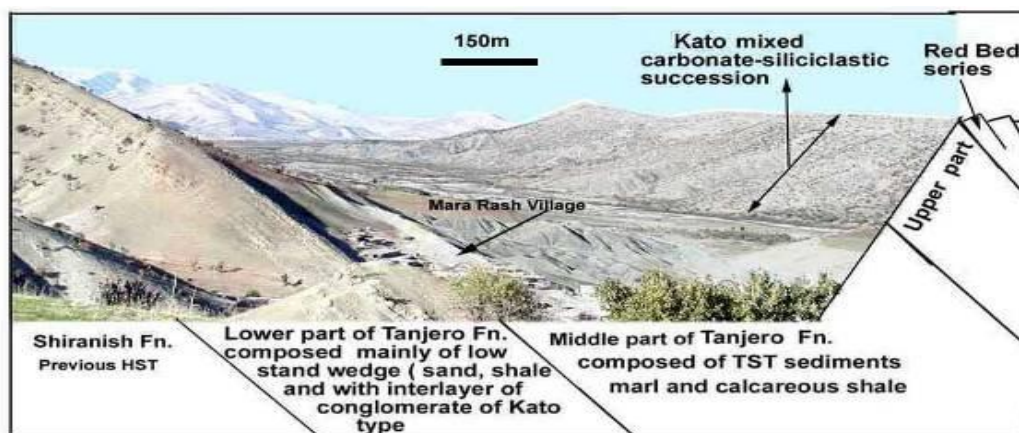 150m
Kato mixed
carbonate-siliciclastic
succession
Red Bed
series
Mara Rash Village
Upper part
Shiranish Fn.
Previous HST
Lower part of Tanjero Fn.
composed mainly of low
stand wedge ( sand, shale
and with interlayer of
conglomerate of Kato
type
Middle part of Tanjero Fn.
composed of TST sediments
marl and calcareous shale